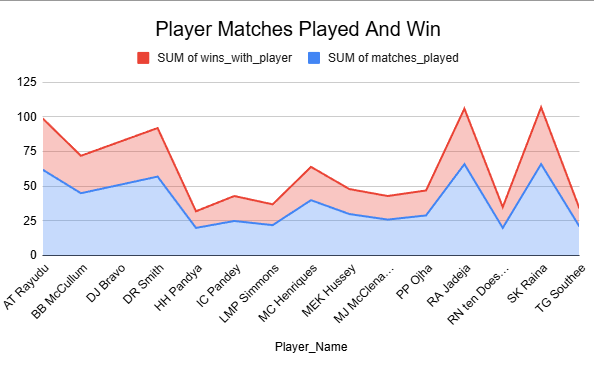 Player Matches Played And Win
SUM of wins_with_player
SUM of matches_played
125
100
75
50
25
0
AT Rayudu
BB McCullum
DJ Bravo
DR Smith
HH Pandya
IC Pandey
LMP Simmons
MC Henriques
MEK Hussey
MJ McClena…
PP Ojha
RA Jadeja
RN ten Does…
SK Raina
TG Southee
Player_Name